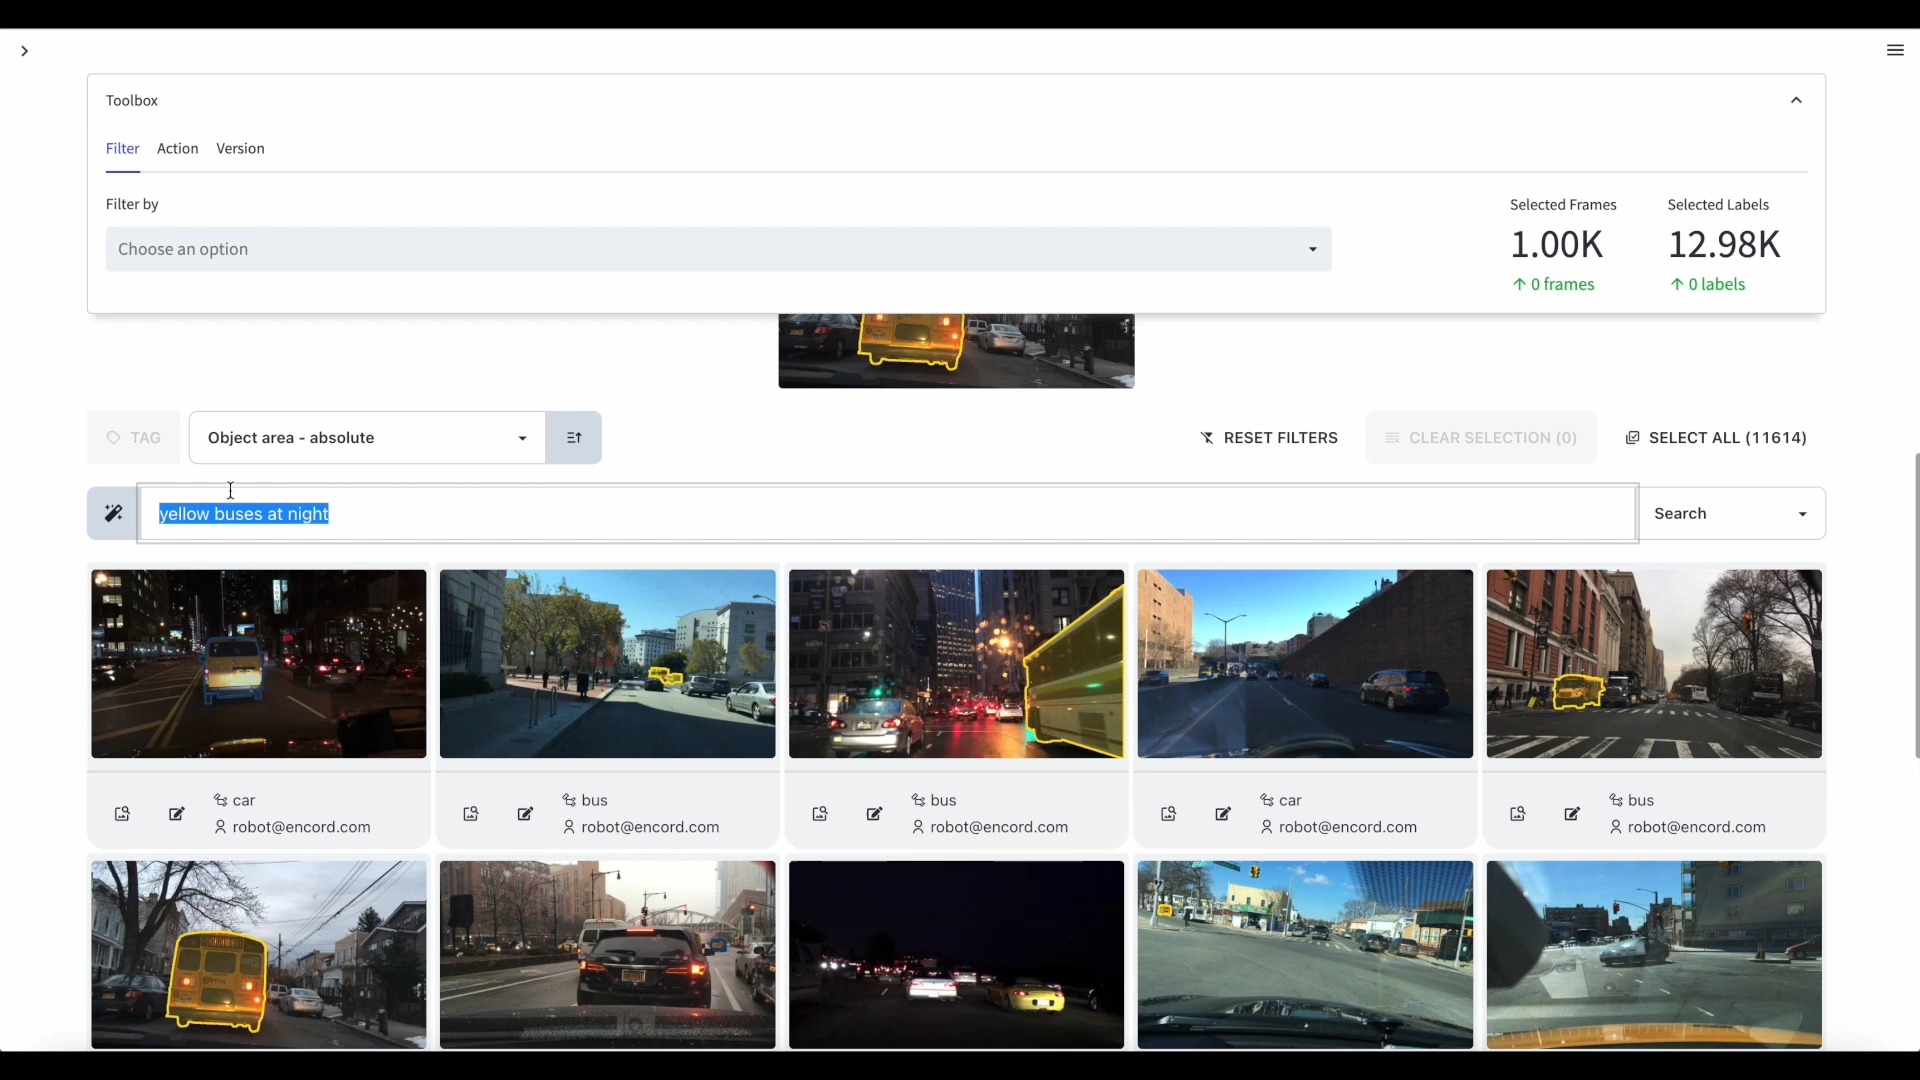 Toolbox
Filter Action Version
Filter by
Choose an option
Selected Frames
1.00K
↑ 0 frames
Selected Labels
12.98K
↑ 0 labels
TAG
Object area - absolute
RESET FILTERS
CLEAR SELECTION (0)
SELECT ALL (11614)
yellow buses at night
Search
car
robot@encord.com
bus
robot@encord.com
bus
robot@encord.com
car
robot@encord.com
bus
robot@encord.com